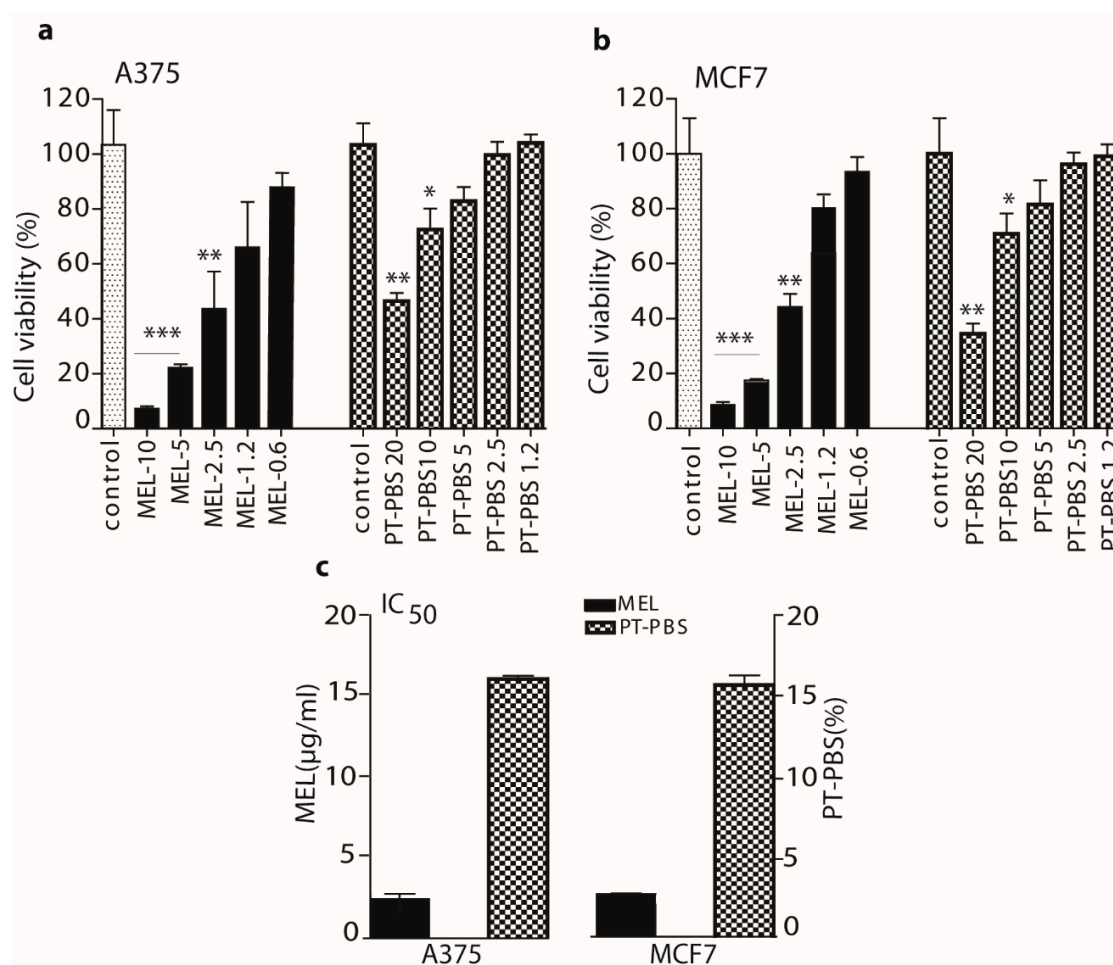 a
A375
Cell viability (%)
120
100
80
60
40
20
0
***
**
**
*
control
MEL-10
MEL-5
MEL-2.5
MEL-1.2
MEL-0.6
control
PT-PBS 20
PT-PBS10
PT-PBS 5
PT-PBS 2.5
PT-PBS 1.2
b
MCF7
Cell viability (%)
120
100
80
60
40
20
0
***
**
**
*
control
MEL-10
MEL-5
MEL-2.5
MEL-1.2
MEL-0.6
control
PT-PBS 20
PT-PBS10
PT-PBS 5
PT-PBS 2.5
PT-PBS 1.2
c
IC50
MEL(µg/ml)
20
15
10
5
0
A375
MCF7
MEL
PT-PBS
20
15
10
5
0
PT-PBS(%)